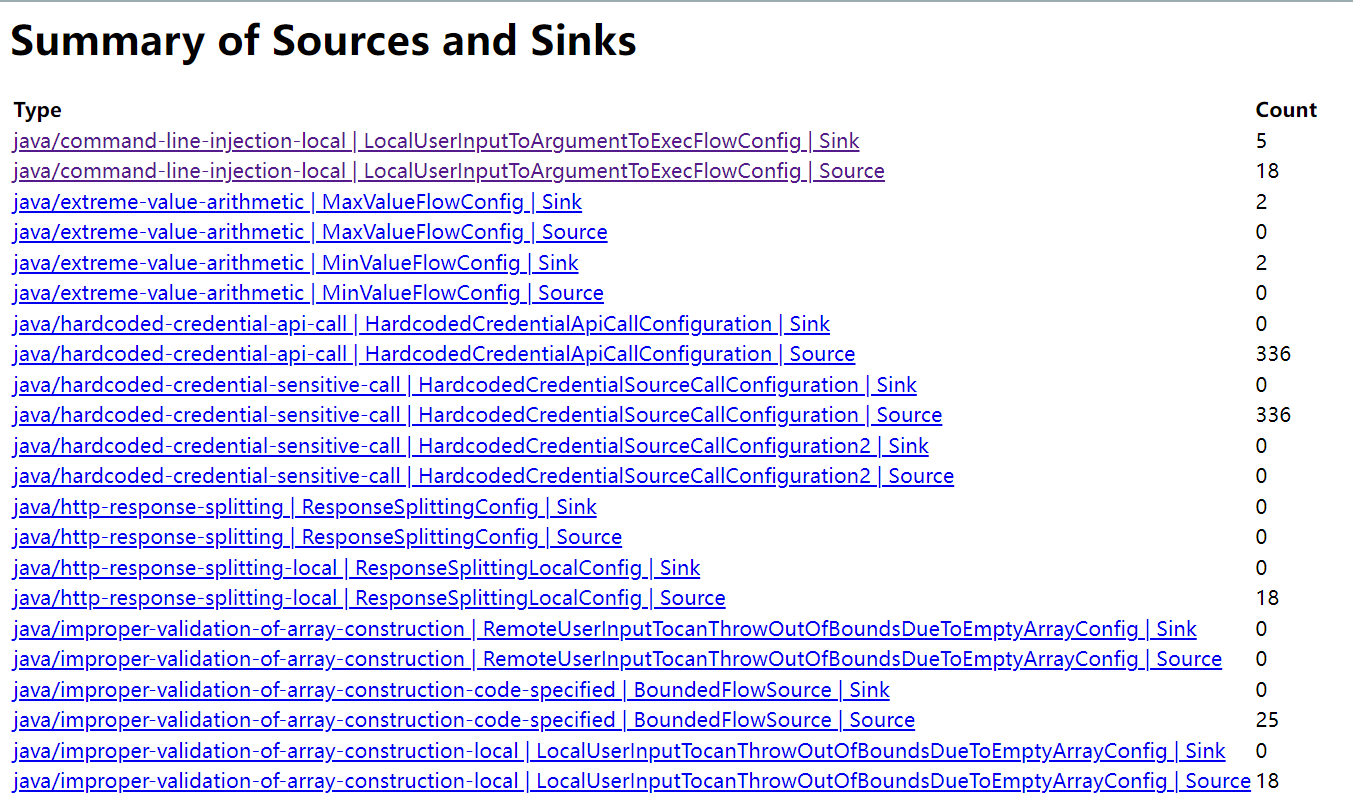 Summary of Sources and Sinks
Type Count
java/command-line-injection-local | LocalUserInputToArgumentToExecFlowConfig | Sink 5
java/command-line-injection-local | LocalUserInputToArgumentToExecFlowConfig | Source 18
java/extreme-value-arithmetic | MaxValueFlowConfig | Sink 2
java/extreme-value-arithmetic | MaxValueFlowConfig | Source 0
java/extreme-value-arithmetic | MinValueFlowConfig | Sink 2
java/extreme-value-arithmetic | MinValueFlowConfig | Source 0
java/hardcoded-credential-api-call | HardcodedCredentialApiCallConfiguration | Sink 0
java/hardcoded-credential-api-call | HardcodedCredentialApiCallConfiguration | Source 336
java/hardcoded-credential-sensitive-call | HardcodedCredentialSourceCallConfiguration | Sink 0
java/hardcoded-credential-sensitive-call | HardcodedCredentialSourceCallConfiguration | Source 336
java/hardcoded-credential-sensitive-call | HardcodedCredentialSourceCallConfiguration2 | Sink 0
java/hardcoded-credential-sensitive-call | HardcodedCredentialSourceCallConfiguration2 | Source 0
java/http-response-splitting | ResponseSplittingConfig | Sink 0
java/http-response-splitting | ResponseSplittingConfig | Source 0
java/http-response-splitting-local | ResponseSplittingLocalConfig | Sink 0
java/http-response-splitting-local | ResponseSplittingLocalConfig | Source 18
java/improper-validation-of-array-construction | RemoteUserInputTocanThrowOutOfBoundsDueToEmptyArrayConfig | Sink 0
java/improper-validation-of-array-construction | RemoteUserInputTocanThrowOutOfBoundsDueToEmptyArrayConfig | Source 0
java/improper-validation-of-array-construction-code-specified | BoundedFlowSource | Sink 0
java/improper-validation-of-array-construction-code-specified | BoundedFlowSource | Source 25
java/improper-validation-of-array-construction-local | LocalUserInputTocanThrowOutOfBoundsDueToEmptyArrayConfig | Sink 0
java/improper-validation-of-array-construction-local | LocalUserInputTocanThrowOutOfBoundsDueToEmptyArrayConfig | Source 18